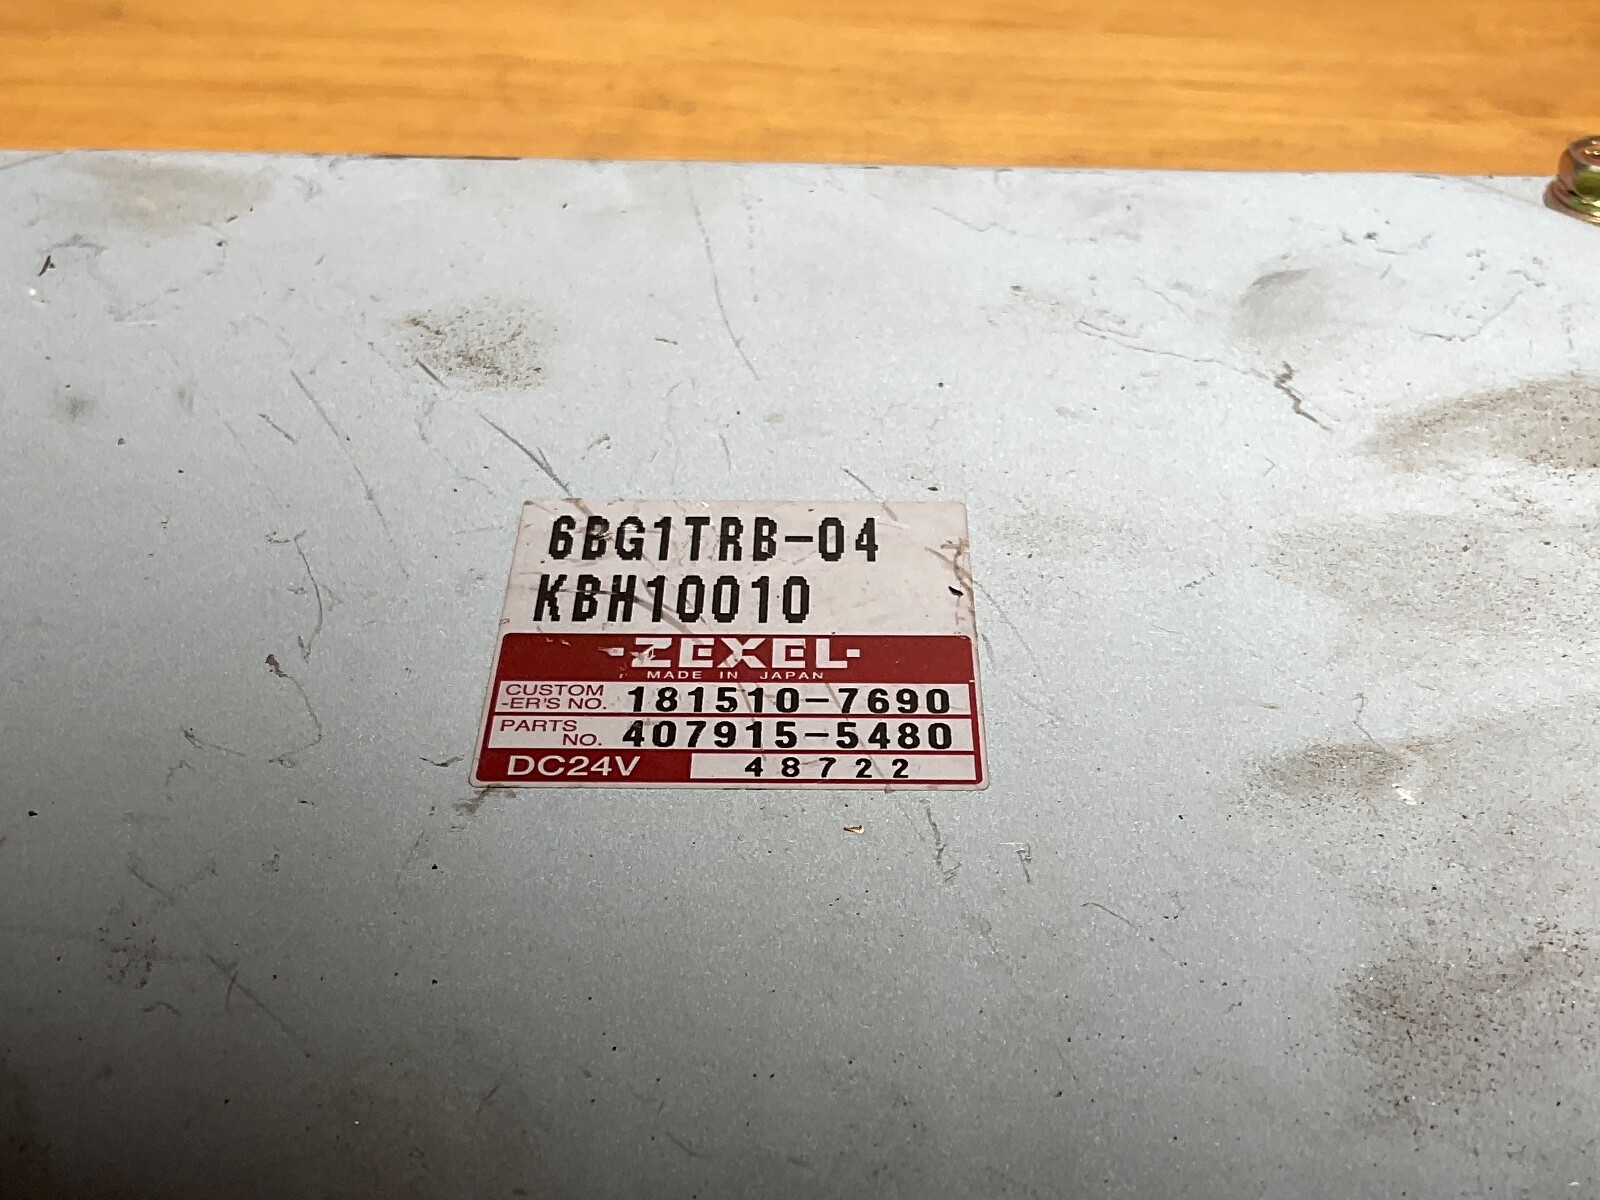 6BG1TRB-04
KBH10010
·ZEXEL·
MADE IN JAPAN
CUSTOM
-ER'S NO. 181510-7690
PARTS
NO. 407915-5480
DC24V 48722